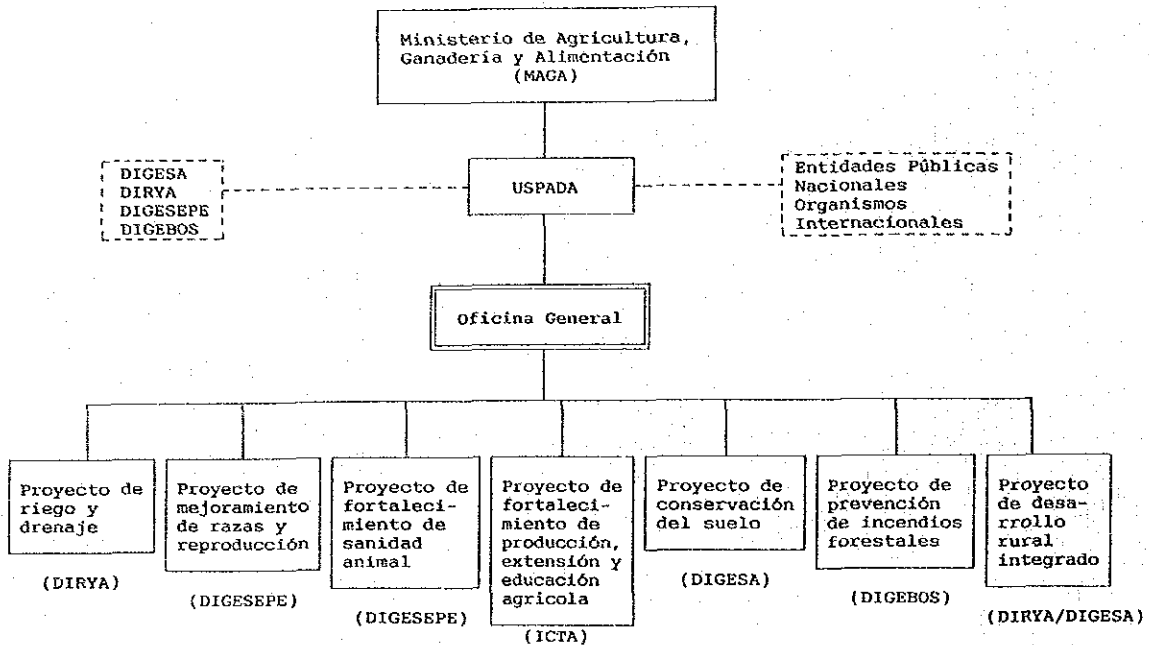 Ministerio de Agricultura,
Ganadería y Alimentación
(MAGA)
DIGESA
DIRYA
DIGESEPE
DIGEBOS
USPADA
Entidades Públicas
Nacionales
Organismos
Internacionales
Oficina General
Proyecto de
riego y
drenaje
(DIRYA)
Proyecto de
mejoramiento
de razas y
reproducción
(DIGESEPE)
Proyecto de
fortaleci-
miento de
sanidad
animal
(DIGESEPE)
Proyecto de
fortaleci-
miento de
producción,
extensión y
educación
agricola
(ICTA)
Proyecto de
conservación
del suelo
(DIGESA)
Proyecto de
prevención
de incendios
forestales
(DIGEBOS)
Proyecto
de desa-
rrollo
rural
integrado
(DIRYA/DIGESA)